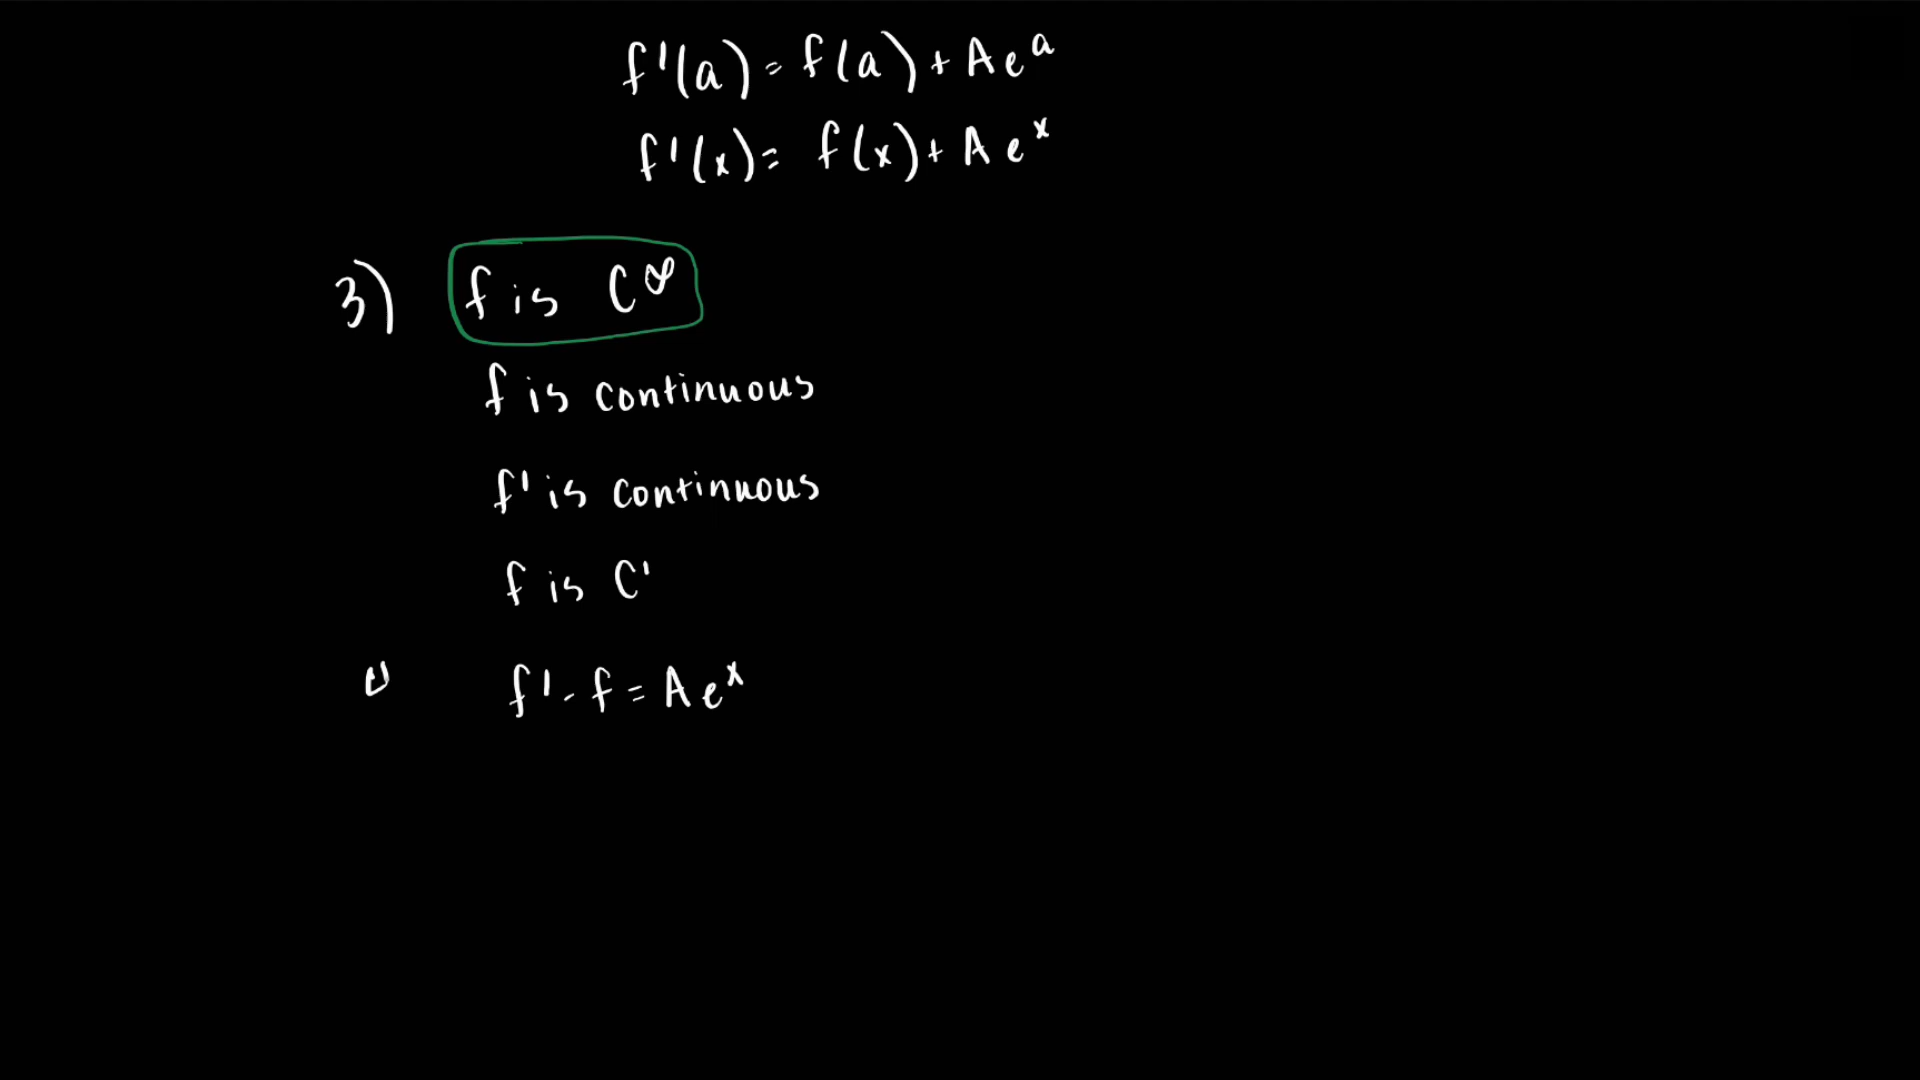 f'(a) = f(a) + Ae^a
f'(x) = f(x) + Ae^x
3) f is C^∞
f is continuous
f' is continuous
f is C'
f' - f = Ae^x